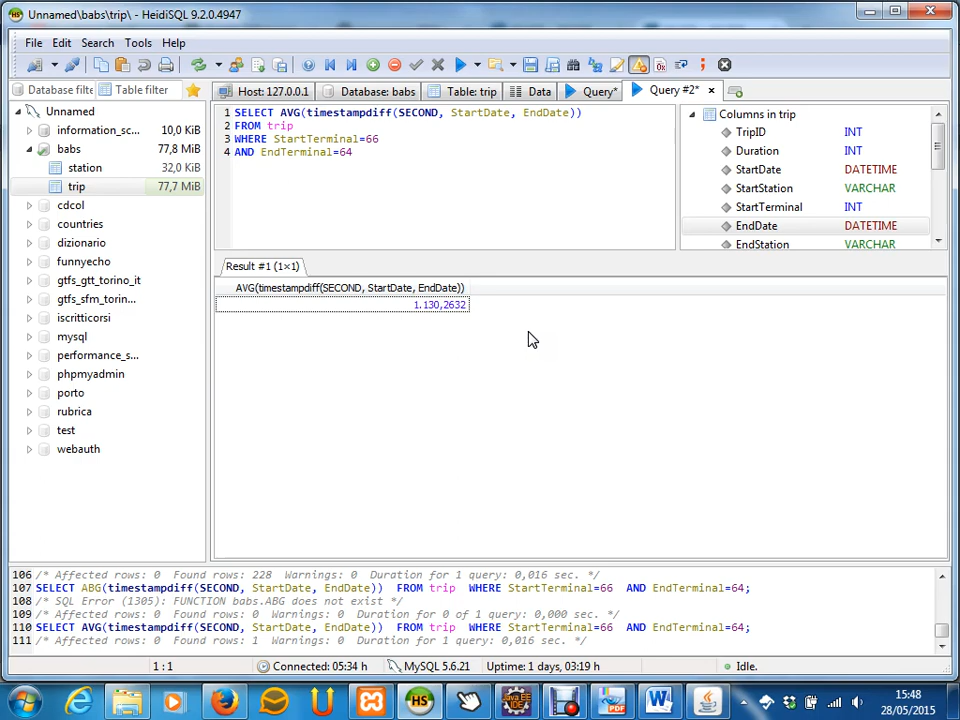 Unnamed\babs\trip\ - HeidiSQL 9.2.0.4947
File Edit Search Tools Help
Database filte Table filter
Host: 127.0.0.1 Database: babs Table: trip Data Query* Query #2*
Unnamed
information_sc... 10,0 KiB
babs 77,8 MiB
station 32,0 KiB
trip 77,7 MiB
cdcol
countries
dizionario
funnyecho
gtfs_gtt_torino_it
gtfs_sfm_torin...
iscritticorsi
mysql
performance_s...
phpmyadmin
porto
rubrica
test
webauth
1 SELECT AVG(timestampdiff(SECOND, StartDate, EndDate))
2 FROM trip
3 WHERE StartTerminal=66
4 AND EndTerminal=64
Columns in trip
TripID INT
Duration INT
StartDate DATETIME
StartStation VARCHAR
StartTerminal INT
EndDate DATETIME
EndStation VARCHAR
Result #1 (1×1)
AVG(timestampdiff(SECOND, StartDate, EndDate))
1.130,2632
106 /* Affected rows: 0 Found rows: 228 Warnings: 0 Duration for 1 query: 0,016 sec. */
107 SELECT ABG(timestampdiff(SECOND, StartDate, EndDate)) FROM trip WHERE StartTerminal=66 AND EndTerminal=64;
108 /* SQL Error (1305): FUNCTION babs.ABG does not exist */
109 /* Affected rows: 0 Found rows: 0 Warnings: 0 Duration for 0 of 1 query: 0,000 sec. */
110 SELECT AVG(timestampdiff(SECOND, StartDate, EndDate)) FROM trip WHERE StartTerminal=66 AND EndTerminal=64;
111 /* Affected rows: 0 Found rows: 1 Warnings: 0 Duration for 1 query: 0,016 sec. */
1 : 1 Connected: 05:34 h MySQL 5.6.21 Uptime: 1 days, 03:19 h Idle.
15:48
28/05/2015